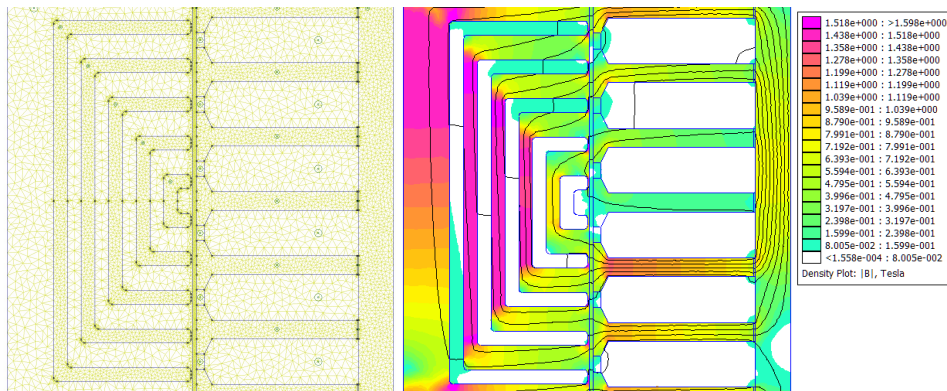 1.518e+000 : >1.598e+000
1.438e+000 : 1.518e+000
1.358e+000 : 1.438e+000
1.278e+000 : 1.358e+000
1.199e+000 : 1.278e+000
1.119e+000 : 1.199e+000
1.039e+000 : 1.119e+000
9.589e-001 : 1.039e+000
8.790e-001 : 9.589e-001
7.991e-001 : 8.790e-001
7.192e-001 : 7.991e-001
6.393e-001 : 7.192e-001
5.594e-001 : 6.393e-001
4.795e-001 : 5.594e-001
3.996e-001 : 4.795e-001
3.197e-001 : 3.996e-001
2.398e-001 : 3.197e-001
1.599e-001 : 2.398e-001
8.005e-002 : 1.599e-001
<1.558e-004 : 8.005e-002
Density Plot: |B|, Tesla